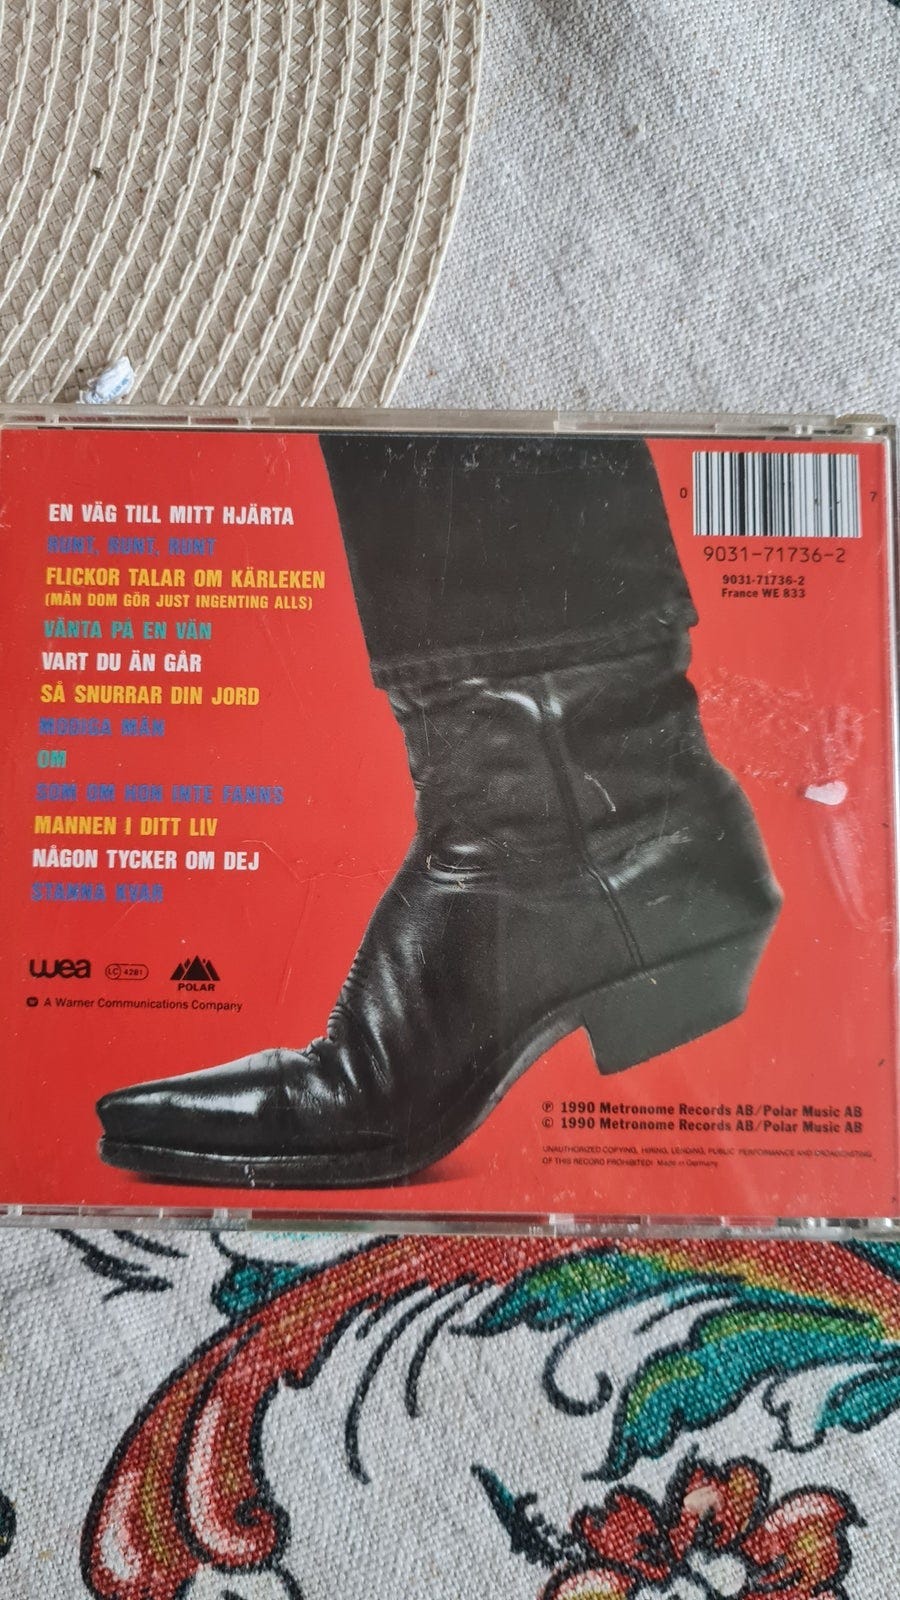 EN VÄG TILL MITT HJÄRTA
RUNT, RUNT, RUNT
FLICKOR TALAR OM KÄRLEKEN
(MÄN DOM GÖR JUST INGENTING ALLS)
VÄNTA PÅ EN VÄN
VART DU ÄN GÅR
SÅ SNURRAR DIN JORD
MODIGA MÄN
OM
SOM OM HON INTE FANNS
MANNEN I DITT LIV
NÅGON TYCKER OM DEJ
STANNA KVAR
wea LC 4281 POLAR
A Warner Communications Company
0 7
9031-71736-2
9031-71736-2
France WE 833
℗ 1990 Metronome Records AB/Polar Music AB
© 1990 Metronome Records AB/Polar Music AB
UNAUTHORIZED COPYING, HIRING, LENDING, PUBLIC PERFORMANCE AND BROADCASTING
OF THIS RECORD PROHIBITED! Made in Germany